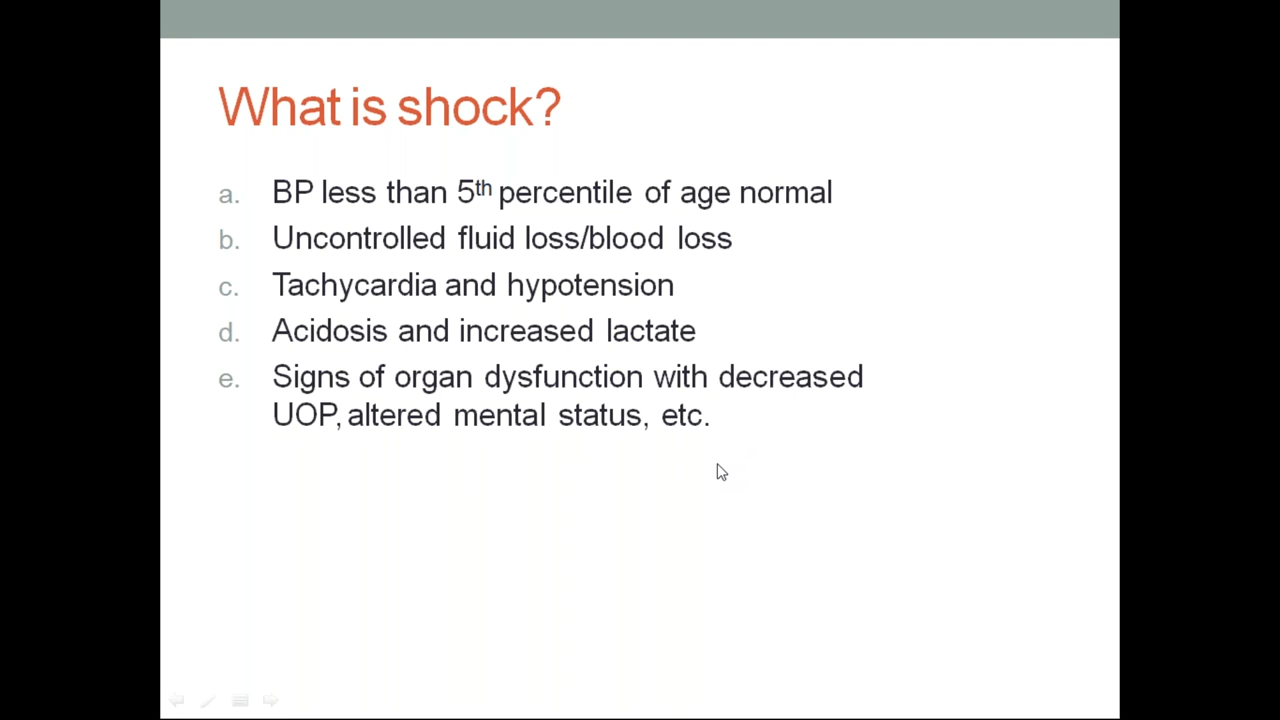 What is shock?
a. BP less than 5th percentile of age normal
b. Uncontrolled fluid loss/blood loss
c. Tachycardia and hypotension
d. Acidosis and increased lactate
e. Signs of organ dysfunction with decreased
UOP, altered mental status, etc.